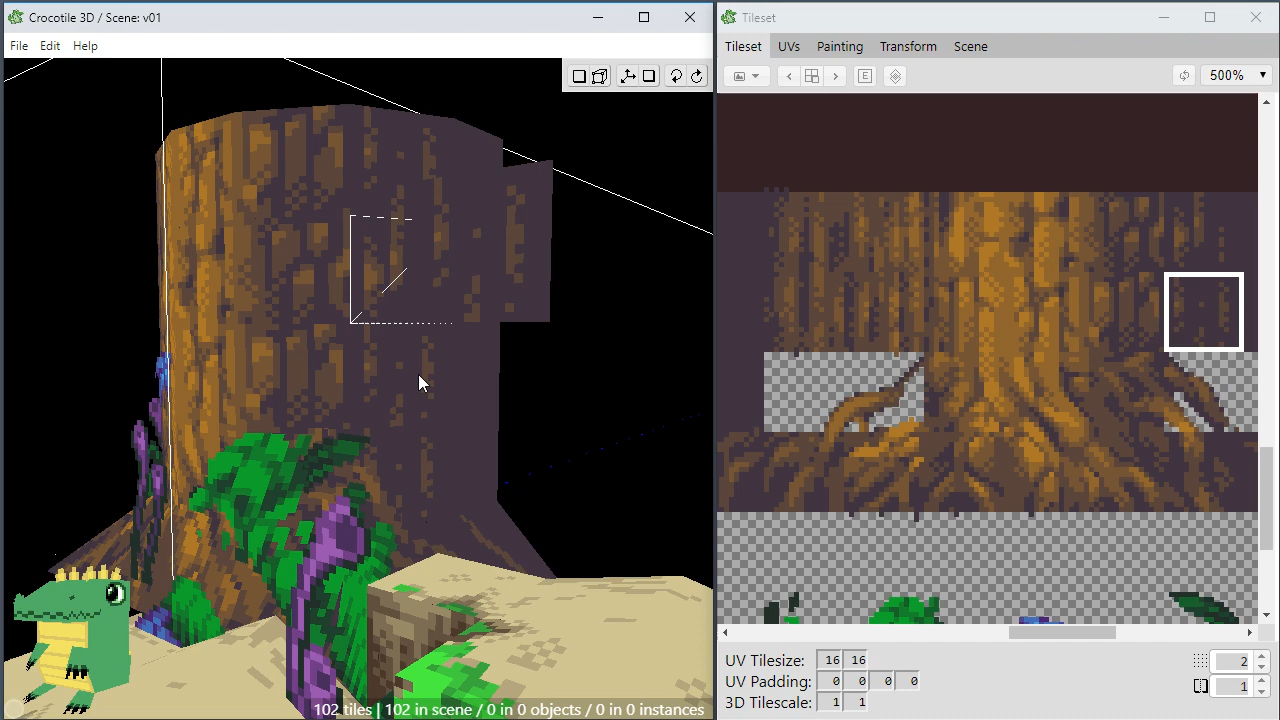 Crocotile 3D / Scene: v01
File Edit Help
102 tiles | 102 in scene / 0 in 0 objects / 0 in 0 instances
Tileset
Tileset UVs Painting Transform Scene
E 500%
UV Tilesize: 16 16
2
UV Padding: 0 0 0 0
1
3D Tilescale: 1 1